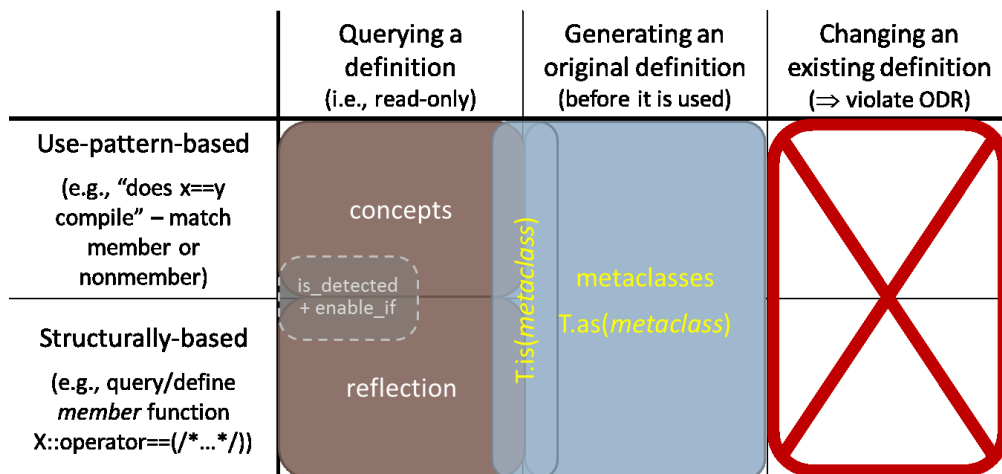 Querying a
definition
(i.e., read-only)
Generating an
original definition
(before it is used)
Changing an
existing definition
(⇒ violate ODR)
Use-pattern-based
(e.g., “does x==y
compile” – match
member or
nonmember)
concepts
is_detected
+ enable_if
T.is(metaclass)
metaclasses
T.as(metaclass)
Structurally-based
(e.g., query/define
member function
X::operator==(/*…*/))
reflection